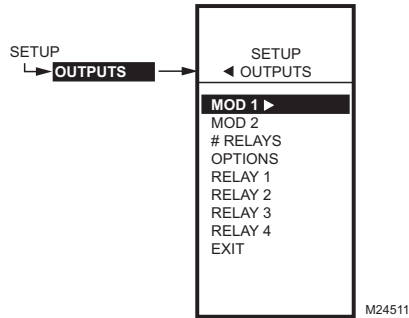 SETUP
OUTPUTS
SETUP
◄ OUTPUTS
MOD 1 ►
MOD 2
# RELAYS
OPTIONS
RELAY 1
RELAY 2
RELAY 3
RELAY 4
EXIT
M24511